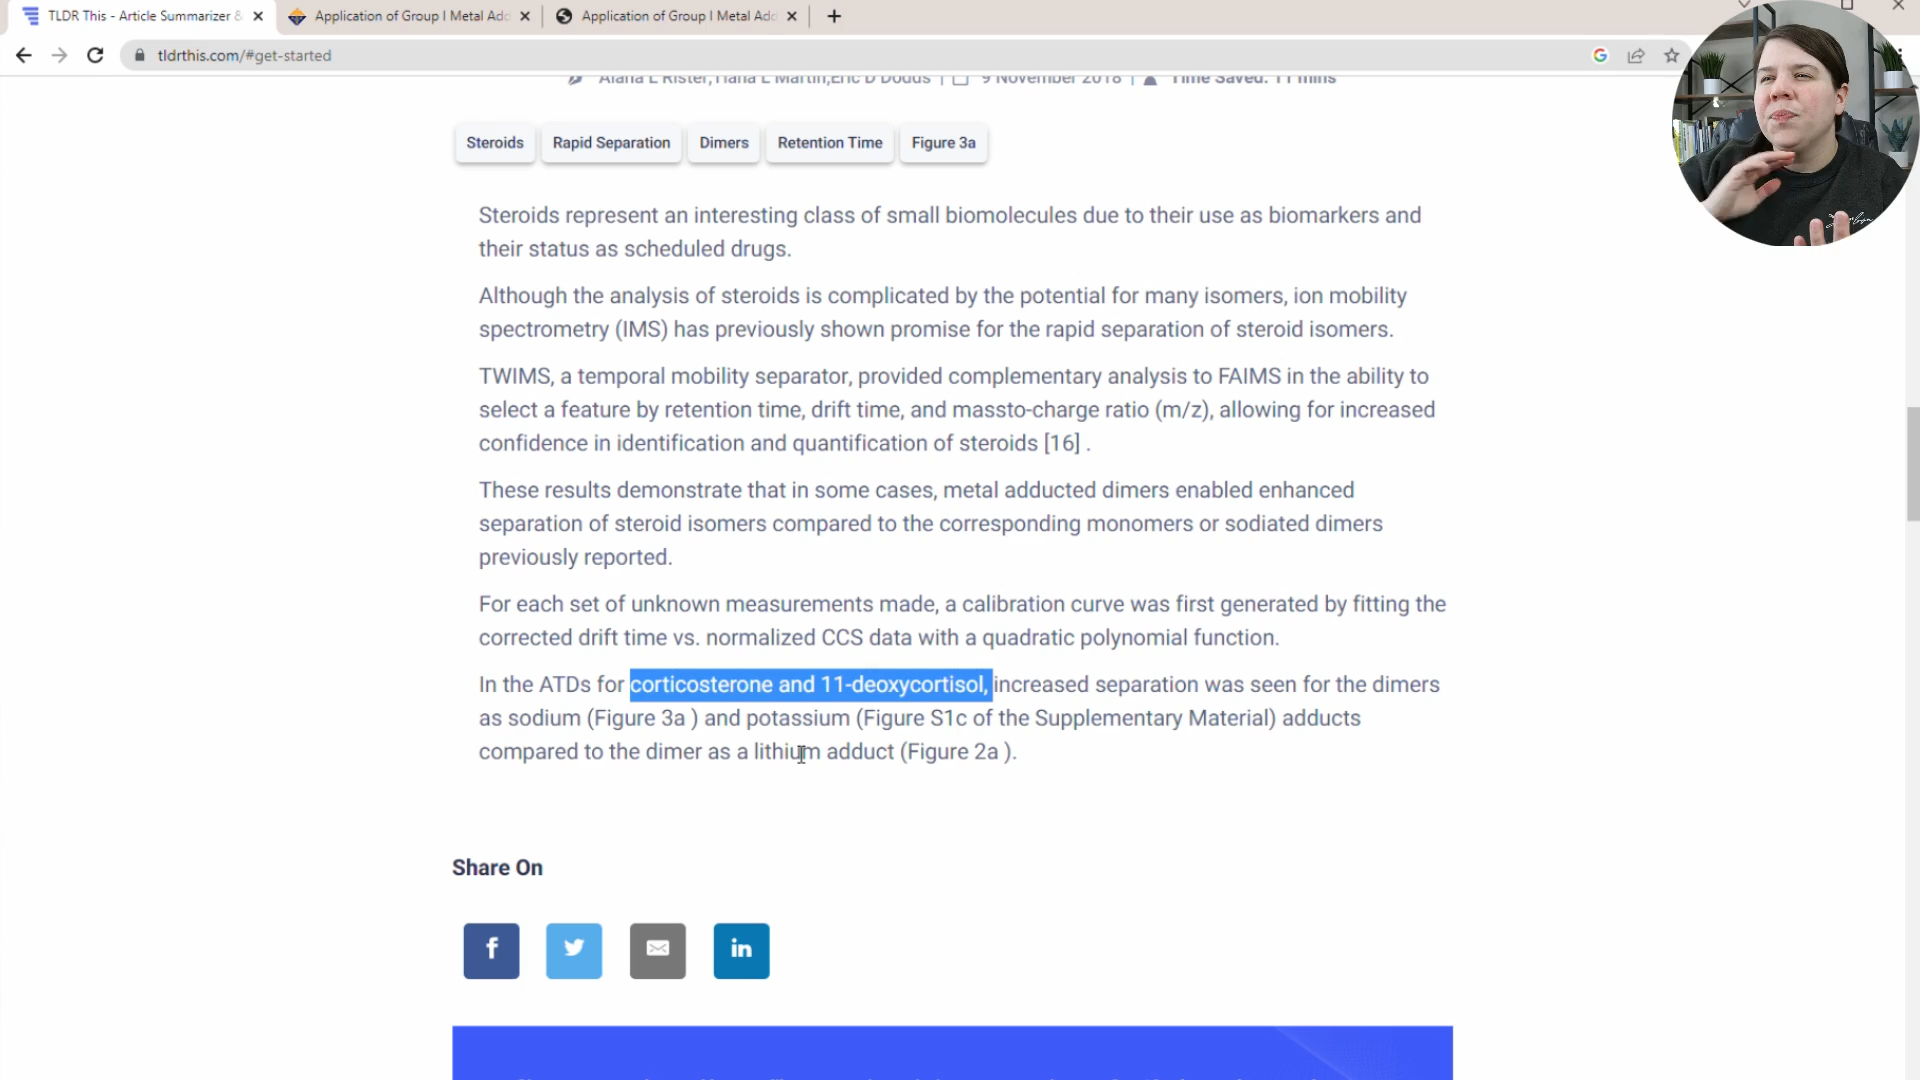 TLDR This - Article Summarizer &
Application of Group I Metal Add
Application of Group I Metal Add
tldrthis.com/#get-started
Alana L Rister,Tiana L Martin,Eric D Dodds | 9 November 2018 | Time Saved: 11 mins
Steroids
Rapid Separation
Dimers
Retention Time
Figure 3a
Steroids represent an interesting class of small biomolecules due to their use as biomarkers and
their status as scheduled drugs.
Although the analysis of steroids is complicated by the potential for many isomers, ion mobility
spectrometry (IMS) has previously shown promise for the rapid separation of steroid isomers.
TWIMS, a temporal mobility separator, provided complementary analysis to FAIMS in the ability to
select a feature by retention time, drift time, and massto-charge ratio (m/z), allowing for increased
confidence in identification and quantification of steroids [16] .
These results demonstrate that in some cases, metal adducted dimers enabled enhanced
separation of steroid isomers compared to the corresponding monomers or sodiated dimers
previously reported.
For each set of unknown measurements made, a calibration curve was first generated by fitting the
corrected drift time vs. normalized CCS data with a quadratic polynomial function.
In the ATDs for corticosterone and 11-deoxycortisol, increased separation was seen for the dimers
as sodium (Figure 3a ) and potassium (Figure S1c of the Supplementary Material) adducts
compared to the dimer as a lithium adduct (Figure 2a ).
Share On
f
in